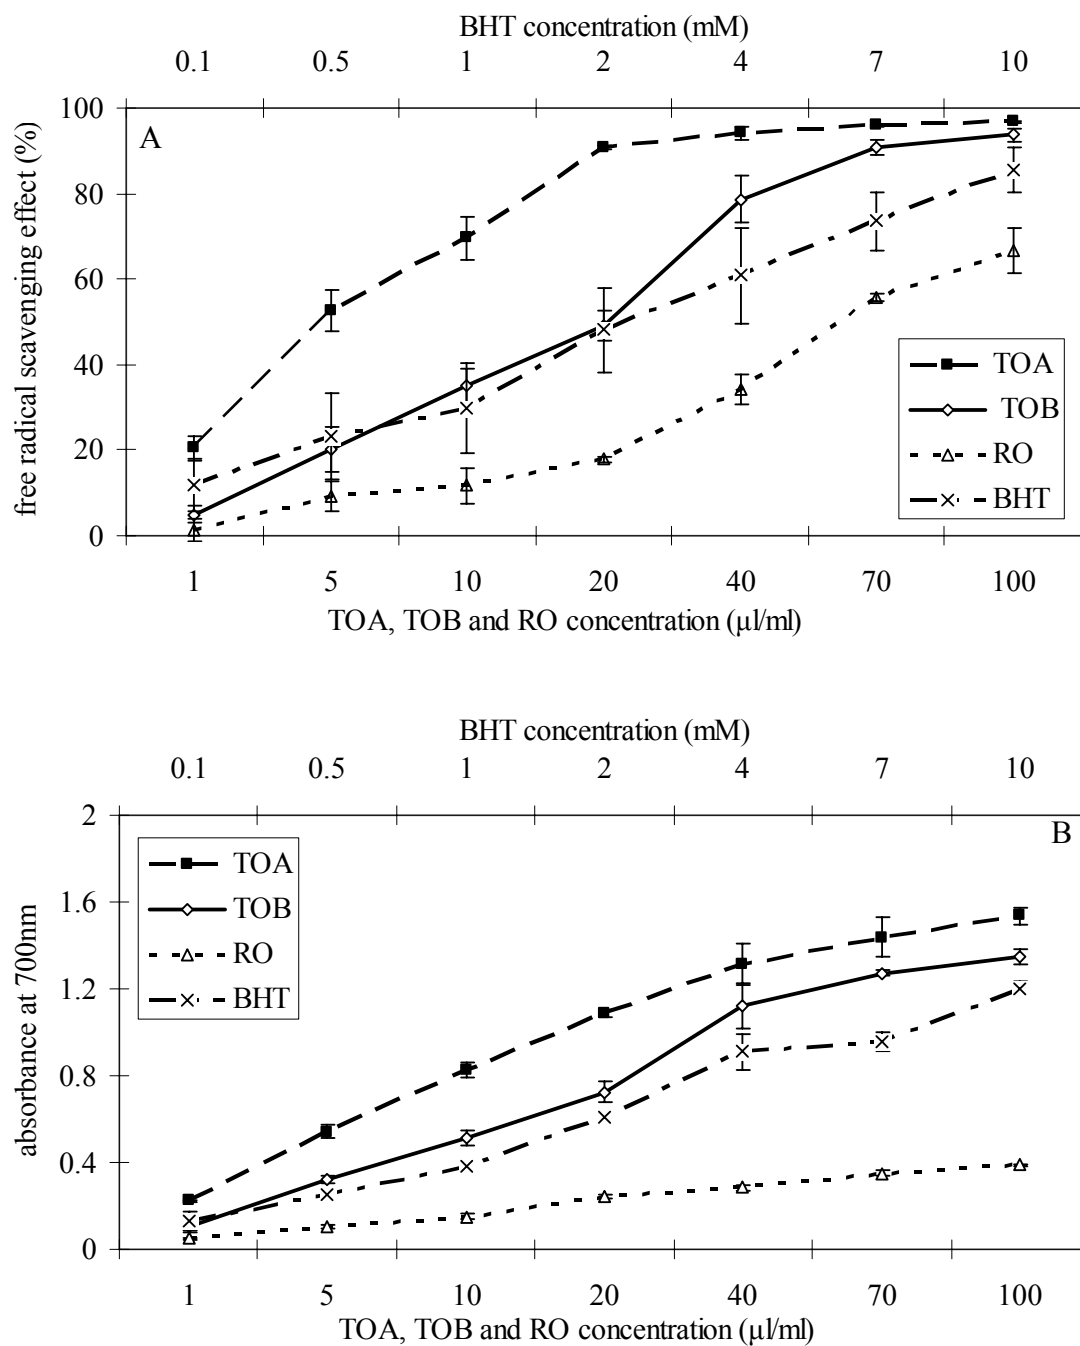 BHT concentration (mM)
0.1 0.5 1 2 4 7 10
100
A
80
60
40
20
0
free radical scavenging effect (%)
TOA
TOB
RO
BHT
1 5 10 20 40 70 100
TOA, TOB and RO concentration (µl/ml)
BHT concentration (mM)
0.1 0.5 1 2 4 7 10
2
B
1.6
1.2
0.8
0.4
0
absorbance at 700nm
TOA
TOB
RO
BHT
1 5 10 20 40 70 100
TOA, TOB and RO concentration (µl/ml)